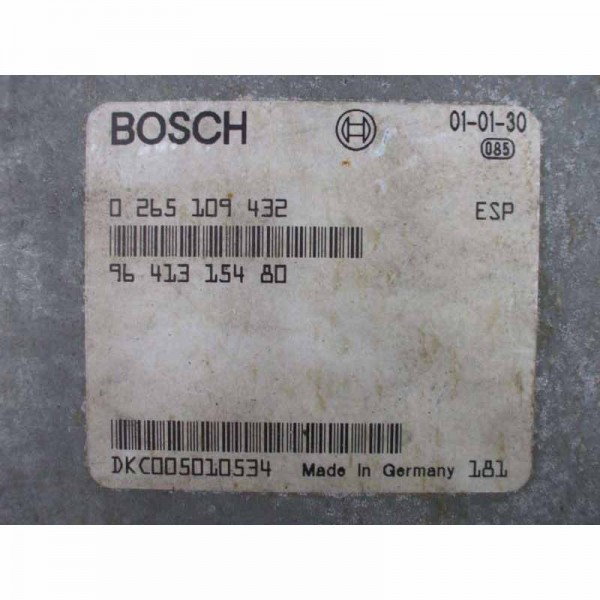 BOSCH 01-01-30
085
0 265 109 432 ESP
96 413 154 80
DKC005010534 Made In Germany 181